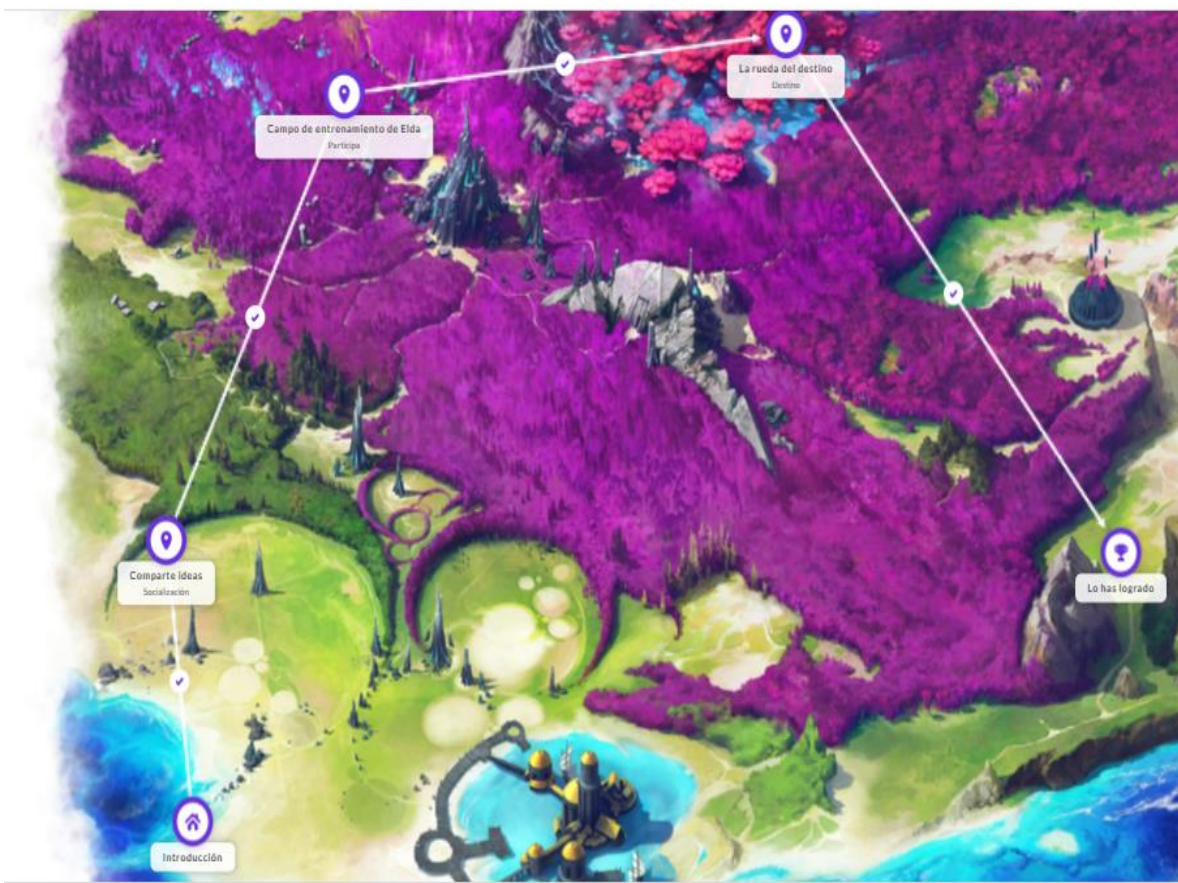 La rueda del destino
Destino
Campo de entrenamiento de Elda
Participa
Comparte ideas
Socialización
Lo has logrado
Introducción